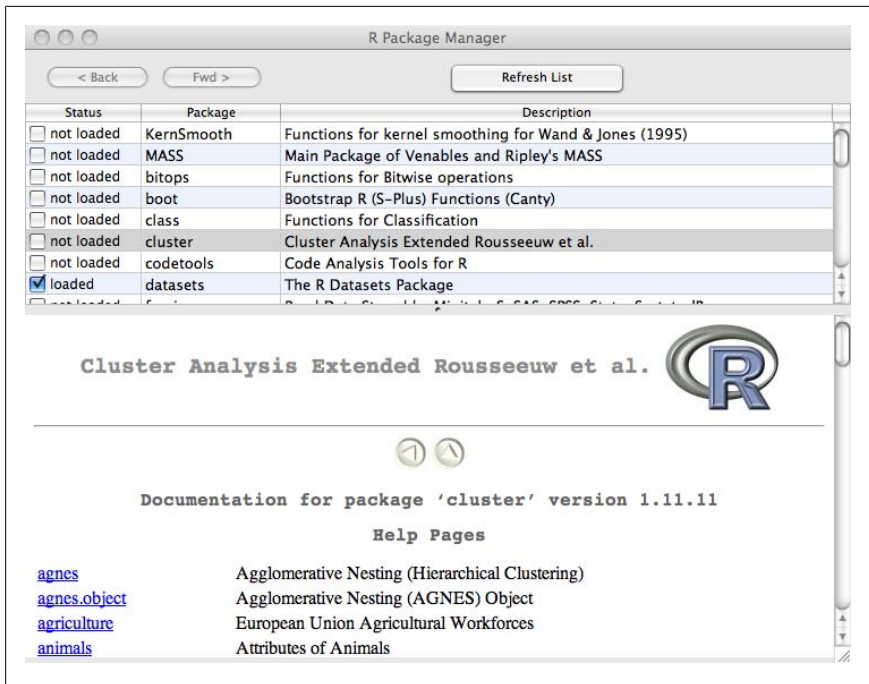 R Package Manager
< Back Fwd > Refresh List
Status Package Description
not loaded KernSmooth Functions for kernel smoothing for Wand & Jones (1995)
not loaded MASS Main Package of Venables and Ripley's MASS
not loaded bitops Functions for Bitwise operations
not loaded boot Bootstrap R (S-Plus) Functions (Canty)
not loaded class Functions for Classification
not loaded cluster Cluster Analysis Extended Rousseeuw et al.
not loaded codetools Code Analysis Tools for R
loaded datasets The R Datasets Package
Cluster Analysis Extended Rousseeuw et al. R
Documentation for package ‘cluster’ version 1.11.11
Help Pages
agnes Agglomerative Nesting (Hierarchical Clustering)
agnes.object Agglomerative Nesting (AGNES) Object
agriculture European Union Agricultural Workforces
animals Attributes of Animals